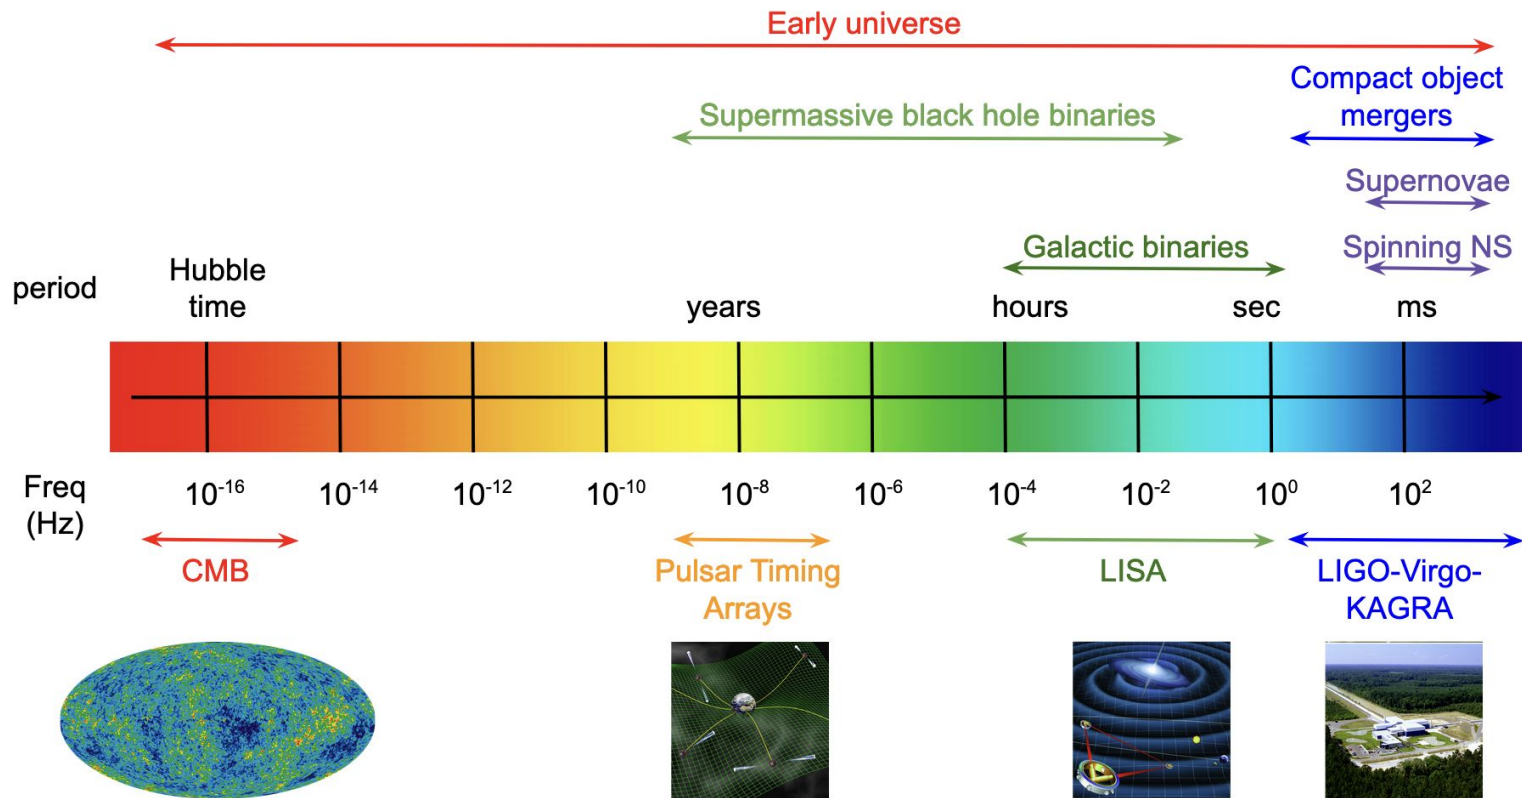 Early universe
Compact object
mergers
Supermassive black hole binaries
Supernovae
Galactic binaries
Spinning NS
period
Hubble
time
years
hours
sec
ms
Freq
(Hz)
10⁻¹⁶
10⁻¹⁴
10⁻¹²
10⁻¹⁰
10⁻⁸
10⁻⁶
10⁻⁴
10⁻²
10⁰
10²
CMB
Pulsar Timing
Arrays
LISA
LIGO-Virgo-
KAGRA